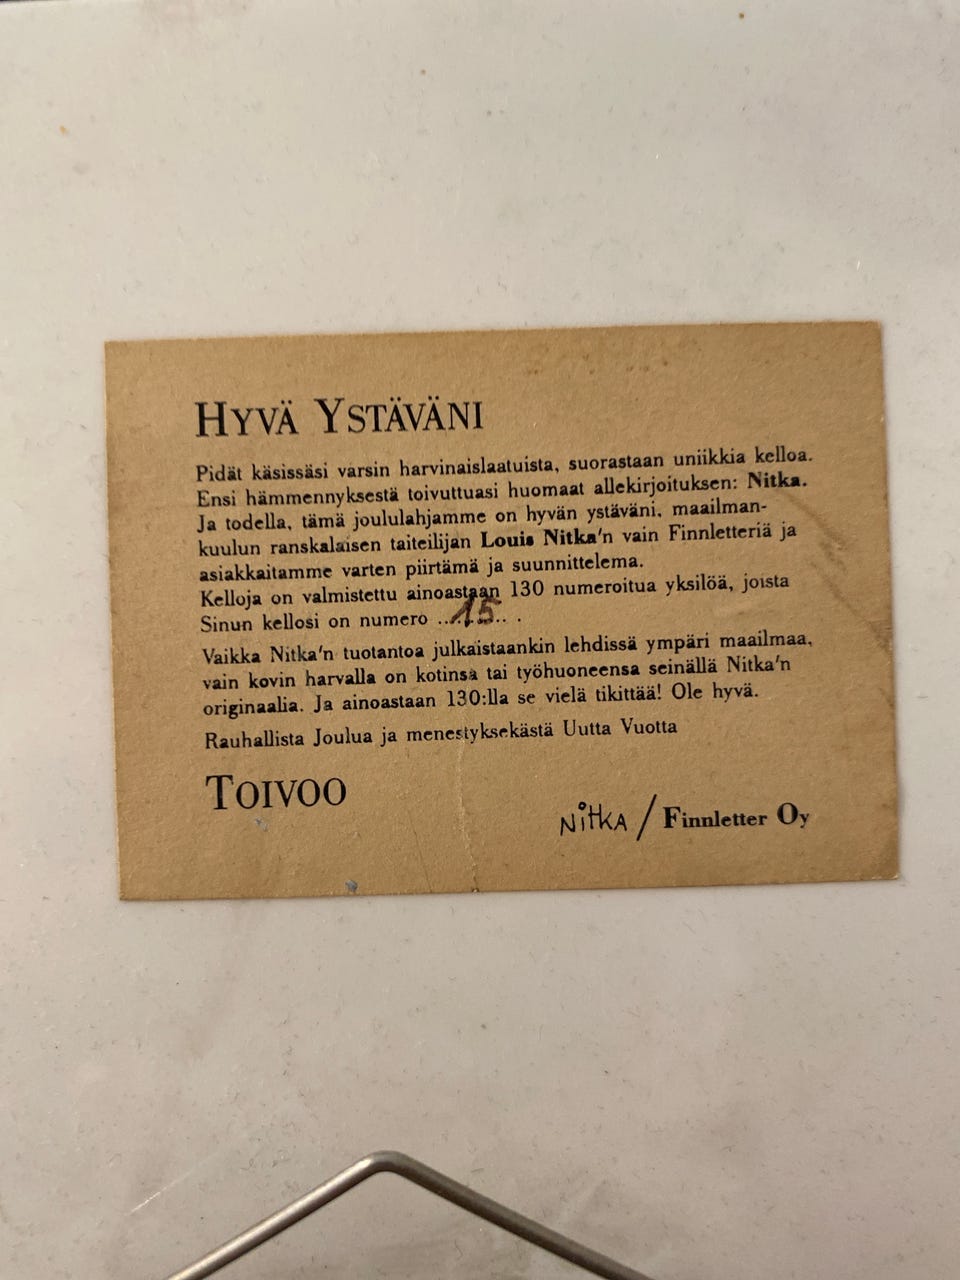 HYVÄ YSTÄVÄNI
Pidät käsissäsi varsin harvinaislaatuista, suorastaan uniikkia kelloa.
Ensi hämmennyksestä toivuttuasi huomaat allekirjoituksen: Nitka.
Ja todella, tämä joululahjamme on hyvän ystäväni, maailman-
kuulun ranskalaisen taiteilijan Louis Nitka'n vain Finnletteriä ja
asiakkaitamme varten piirtämä ja suunnittelema.
Kelloja on valmistettu ainoastaan 130 numeroitua yksilöä, joista
Sinun kellosi on numero ..15.. .
Vaikka Nitka'n tuotantoa julkaistaankin lehdissä ympäri maailmaa,
vain kovin harvalla on kotinsa tai työhuoneensa seinällä Nitka'n
originaalia. Ja ainoastaan 130:lla se vielä tikittää! Ole hyvä.
Rauhallista Joulua ja menestyksekästä Uutta Vuotta
TOIVOO
NitKA / Finnletter Oy